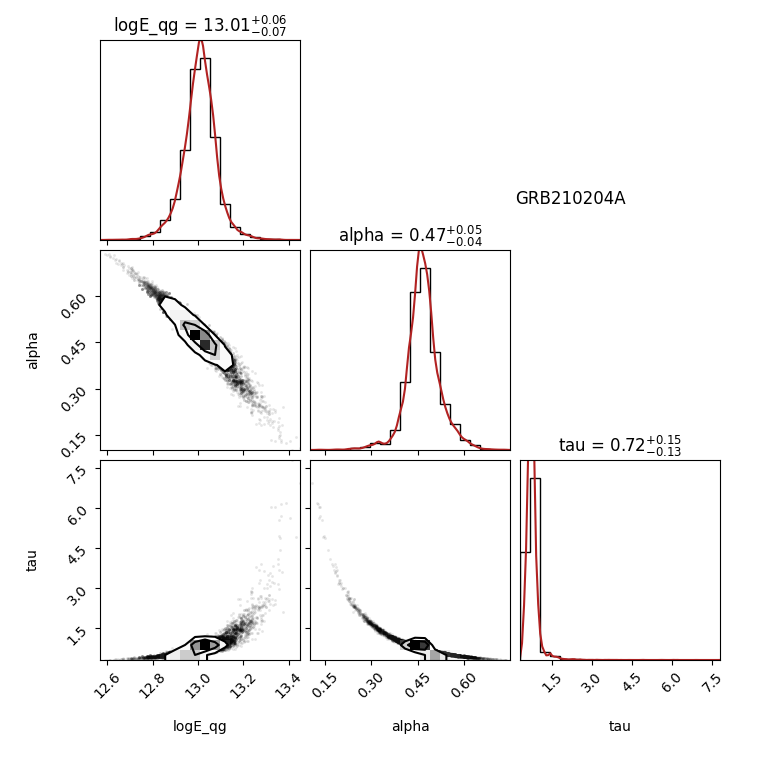 logE_qg = 13.01+0.06−0.07
GRB210204A
alpha = 0.47+0.05−0.04
alpha
0.60
0.45
0.30
0.15
tau = 0.72+0.15−0.13
tau
7.5
6.0
4.5
3.0
1.5
12.6 12.8 13.0 13.2 13.4 0.15 0.30 0.45 0.60 1.5 3.0 4.5 6.0 7.5
logE_qg alpha tau